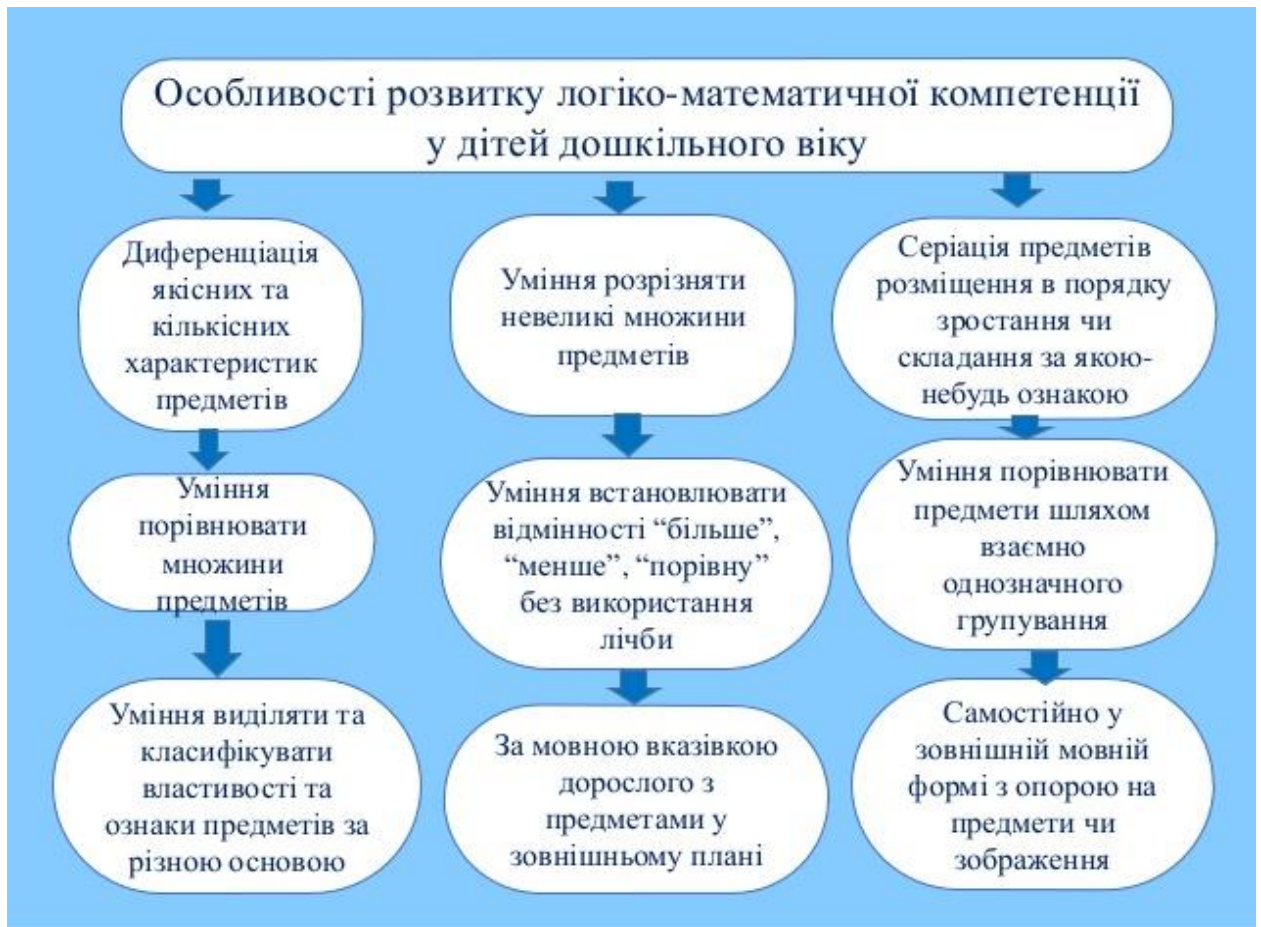 Особливості розвитку логіко-математичної компетенції
у дітей дошкільного віку
Диференціація
якісних та
кількісних
характеристик
предметів
Уміння
порівнювати
множини
предметів
Уміння виділяти та
класифікувати
властивості та
ознаки предметів за
різною основою
Уміння розрізняти
невеликі множини
предметів
Уміння встановлювати
відмінності “більше”,
“менше”, “порівну”
без використання
лічби
За мовною вказівкою
дорослого з
предметами у
зовнішньому плані
Серіація предметів
розміщення в порядку
зростання чи
складання за якою-
небудь ознакою
Уміння порівнювати
предмети шляхом
взаємно
однозначного
групування
Самостійно у
зовнішній мовній
формі з опорою на
предмети чи
зображення